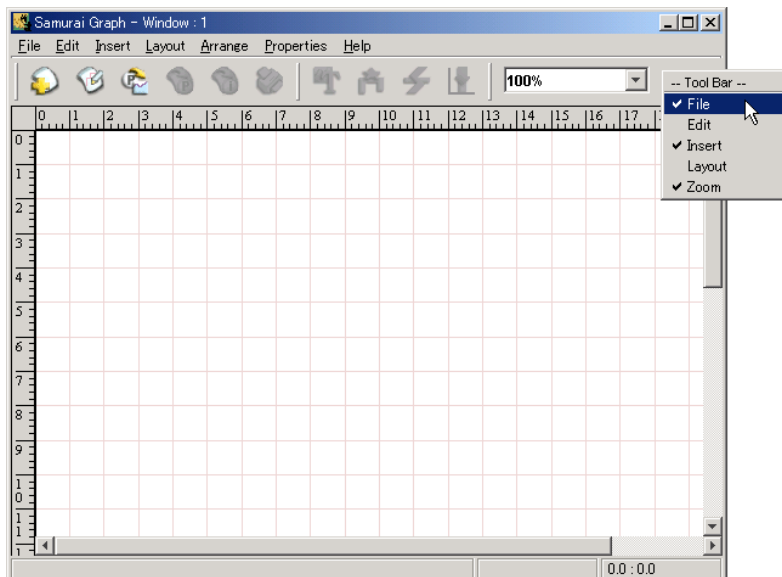 Samurai Graph - Window : 1
File Edit Insert Layout Arrange Properties Help
100%
-- Tool Bar --
File
Edit
Insert
Layout
Zoom
0 1 2 3 4 5 6 7 8 9 10 11 12 13 14 15 16 17
0
1
2
3
4
5
6
7
8
9
10
11
0.0 : 0.0